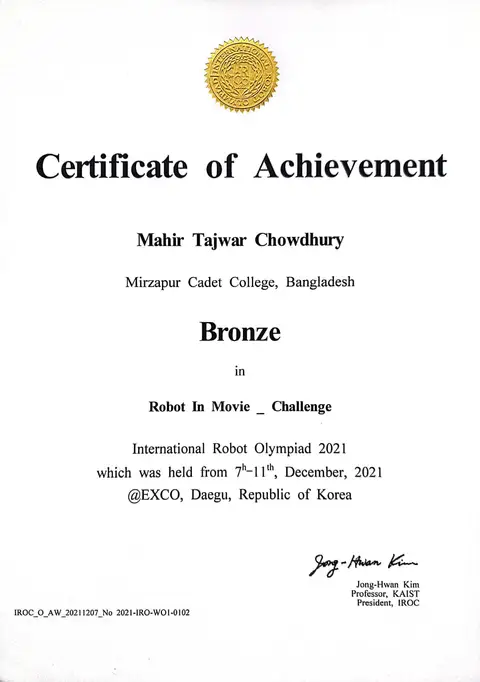 Certificate of Achievement
Mahir Tajwar Chowdhury
Mirzapur Cadet College, Bangladesh
Bronze
in
Robot In Movie _ Challenge
International Robot Olympiad 2021
which was held from 7ʰ-11ᵗʰ, December, 2021
@EXCO, Daegu, Republic of Korea
Jong-Hwan Kim
Jong-Hwan Kim
Professor, KAIST
President, IROC
IROC_O_AW_20211207_No 2021-IRO-WO1-0102